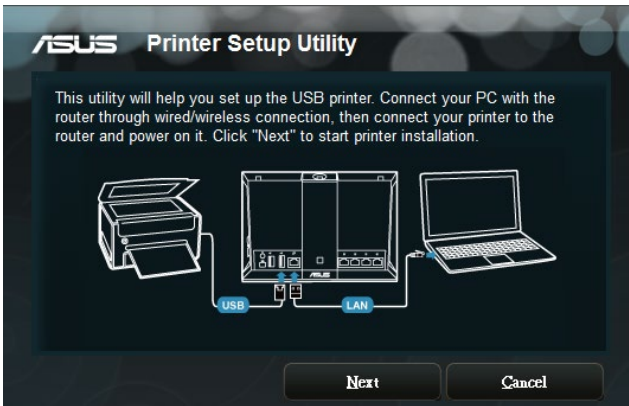 ASUS Printer Setup Utility
This utility will help you set up the USB printer. Connect your PC with the
router through wired/wireless connection, then connect your printer to the
router and power on it. Click "Next" to start printer installation.
ASUS
USB
LAN
Next
Cancel